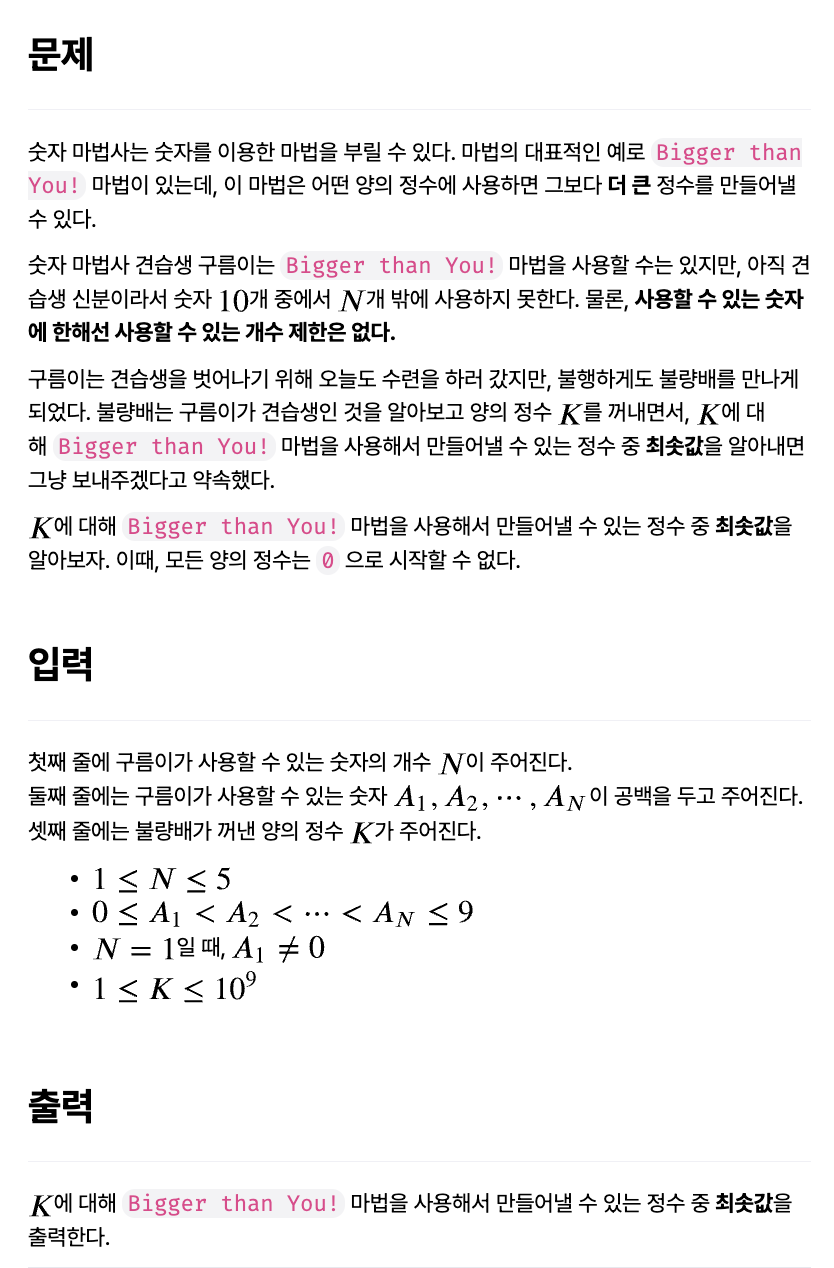 문제
숫자 마법사는 숫자를 이용한 마법을 부릴 수 있다. 마법의 대표적인 예로 Bigger than
You! 마법이 있는데, 이 마법은 어떤 양의 정수에 사용하면 그보다 더 큰 정수를 만들어낼
수 있다.
숫자 마법사 견습생 구름이는 Bigger than You! 마법을 사용할 수는 있지만, 아직 견
습생 신분이라서 숫자 10개 중에서 N개 밖에 사용하지 못한다. 물론, 사용할 수 있는 숫자
에 한해선 사용할 수 있는 개수 제한은 없다.
구름이는 견습생을 벗어나기 위해 오늘도 수련을 하러 갔지만, 불행하게도 불량배를 만나게
되었다. 불량배는 구름이가 견습생인 것을 알아보고 양의 정수 K를 꺼내면서, K에 대
해 Bigger than You! 마법을 사용해서 만들어낼 수 있는 정수 중 최솟값을 알아내면
그냥 보내주겠다고 약속했다.
K에 대해 Bigger than You! 마법을 사용해서 만들어낼 수 있는 정수 중 최솟값을
알아보자. 이때, 모든 양의 정수는 0 으로 시작할 수 없다.
입력
첫째 줄에 구름이가 사용할 수 있는 숫자의 개수 N이 주어진다.
둘째 줄에는 구름이가 사용할 수 있는 숫자 A₁, A₂, ⋯ , A_N이 공백을 두고 주어진다.
셋째 줄에는 불량배가 꺼낸 양의 정수 K가 주어진다.
• 1 ≤ N ≤ 5
• 0 ≤ A₁ < A₂ < ⋯ < A_N ≤ 9
• N = 1일 때, A₁ ≠ 0
• 1 ≤ K ≤ 10⁹
출력
K에 대해 Bigger than You! 마법을 사용해서 만들어낼 수 있는 정수 중 최솟값을
출력한다.